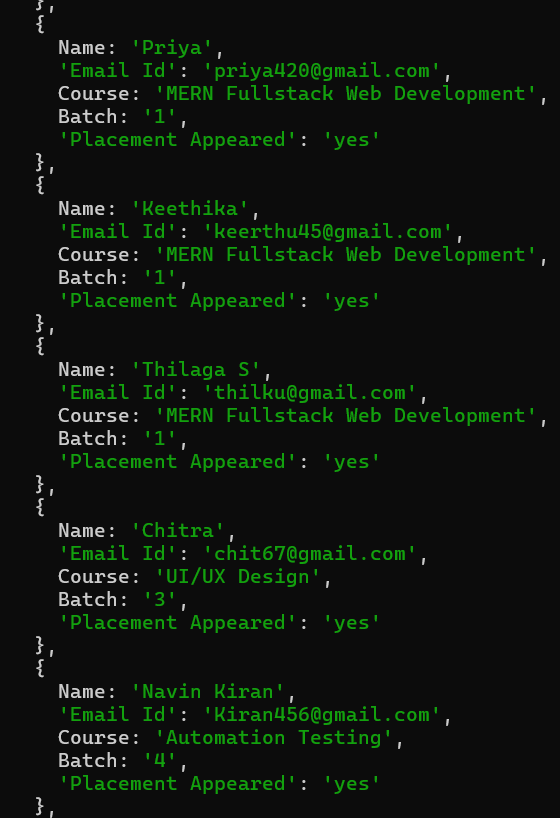 },
{
Name: 'Priya',
'Email Id': 'priya420@gmail.com',
Course: 'MERN Fullstack Web Development',
Batch: '1',
'Placement Appeared': 'yes'
},
{
Name: 'Keethika',
'Email Id': 'keerthu45@gmail.com',
Course: 'MERN Fullstack Web Development',
Batch: '1',
'Placement Appeared': 'yes'
},
{
Name: 'Thilaga S',
'Email Id': 'thilku@gmail.com',
Course: 'MERN Fullstack Web Development',
Batch: '1',
'Placement Appeared': 'yes'
},
{
Name: 'Chitra',
'Email Id': 'chit67@gmail.com',
Course: 'UI/UX Design',
Batch: '3',
'Placement Appeared': 'yes'
},
{
Name: 'Navin Kiran',
'Email Id': 'Kiran456@gmail.com',
Course: 'Automation Testing',
Batch: '4',
'Placement Appeared': 'yes'
},